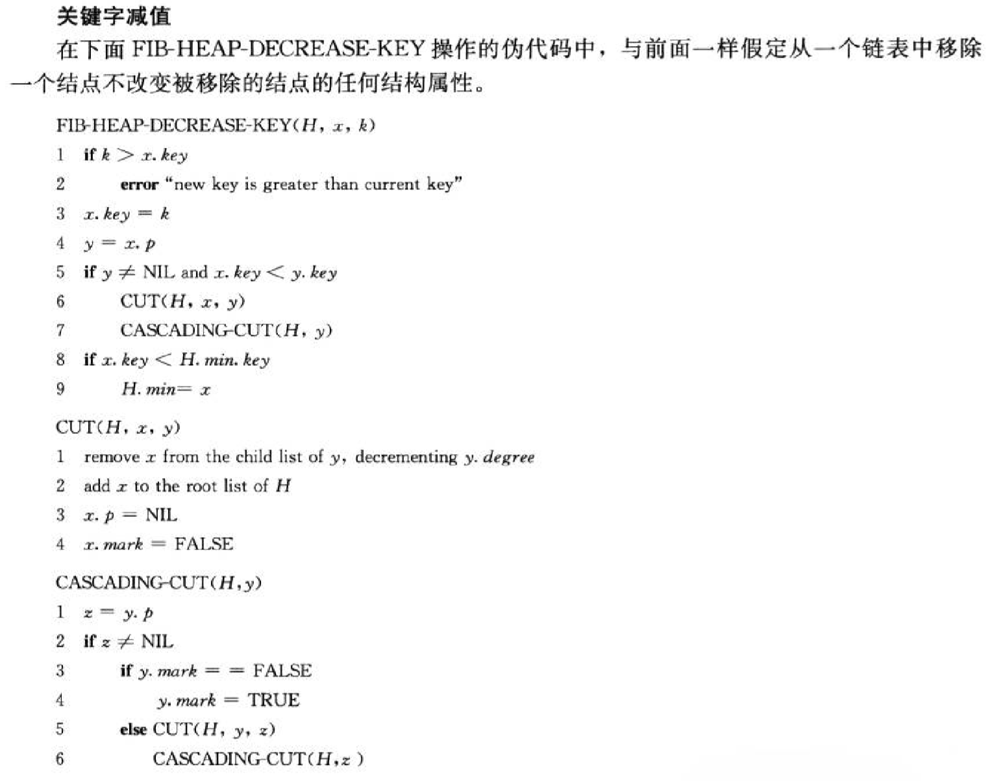 关键字减值
在下面 FIB-HEAP-DECREASE-KEY 操作的伪代码中，与前面一样假定从一个链表中移除
一个结点不改变被移除的结点的任何结构属性。
FIB-HEAP-DECREASE-KEY(H, x, k)
1 if k > x. key
2 error “new key is greater than current key”
3 x. key = k
4 y = x. p
5 if y ≠ NIL and x. key < y. key
6 CUT(H, x, y)
7 CASCADING-CUT(H, y)
8 if x. key < H. min. key
9 H. min= x
CUT(H, x, y)
1 remove x from the child list of y, decrementing y. degree
2 add x to the root list of H
3 x. p = NIL
4 x. mark = FALSE
CASCADING-CUT(H,y)
1 z = y. p
2 if z ≠ NIL
3 if y. mark = = FALSE
4 y. mark = TRUE
5 else CUT(H, y, z)
6 CASCADING-CUT(H,z )